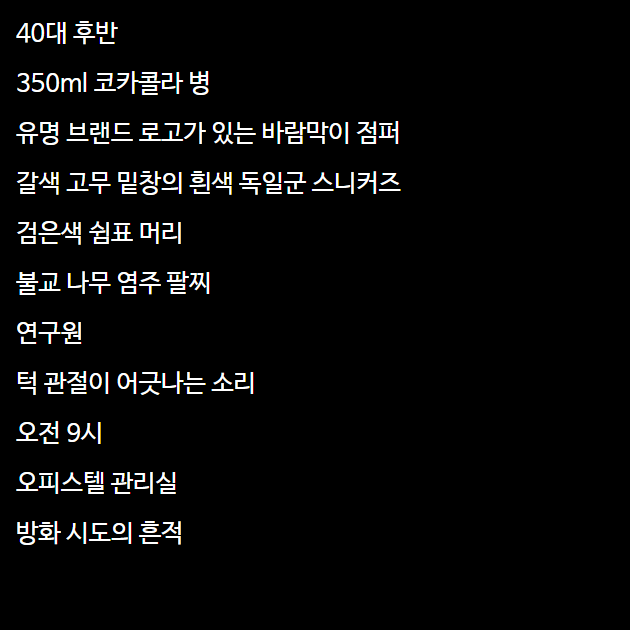 40대 후반
350ml 코카콜라 병
유명 브랜드 로고가 있는 바람막이 점퍼
갈색 고무 밑창의 흰색 독일군 스니커즈
검은색 쉼표 머리
불교 나무 염주 팔찌
연구원
턱 관절이 어긋나는 소리
오전 9시
오피스텔 관리실
방화 시도의 흔적